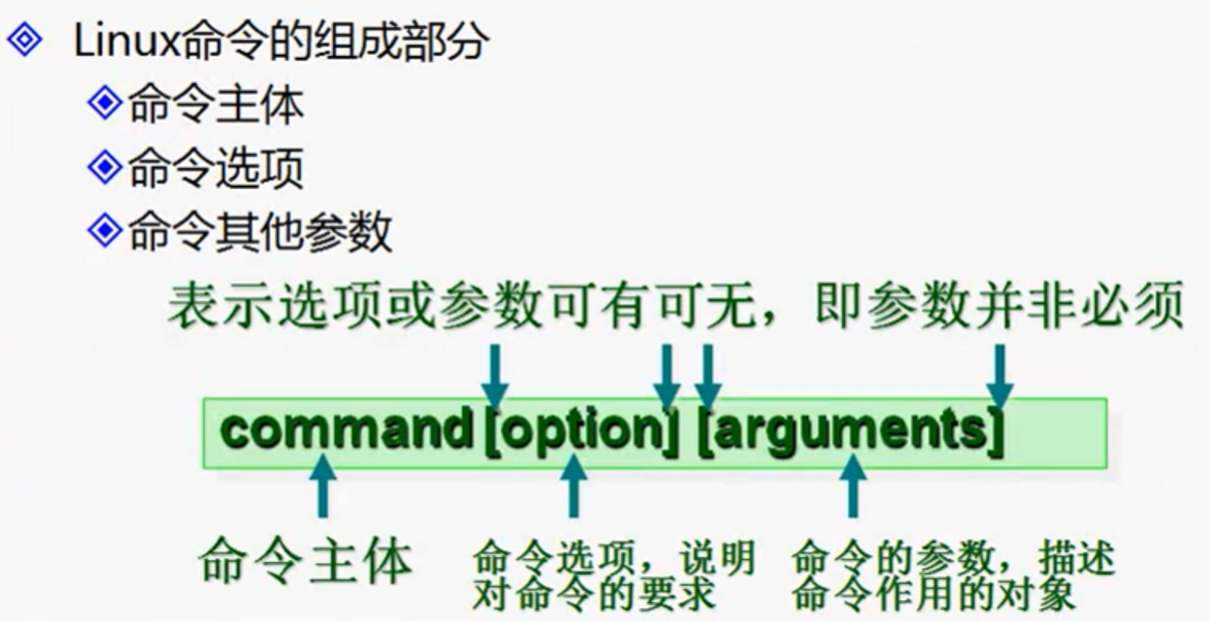 Linux命令的组成部分
命令主体
命令选项
命令其他参数
表示选项或参数可有可无，即参数并非必须
command [option] [arguments]
命令主体
命令选项，说明
对命令的要求
命令的参数，描述
命令作用的对象